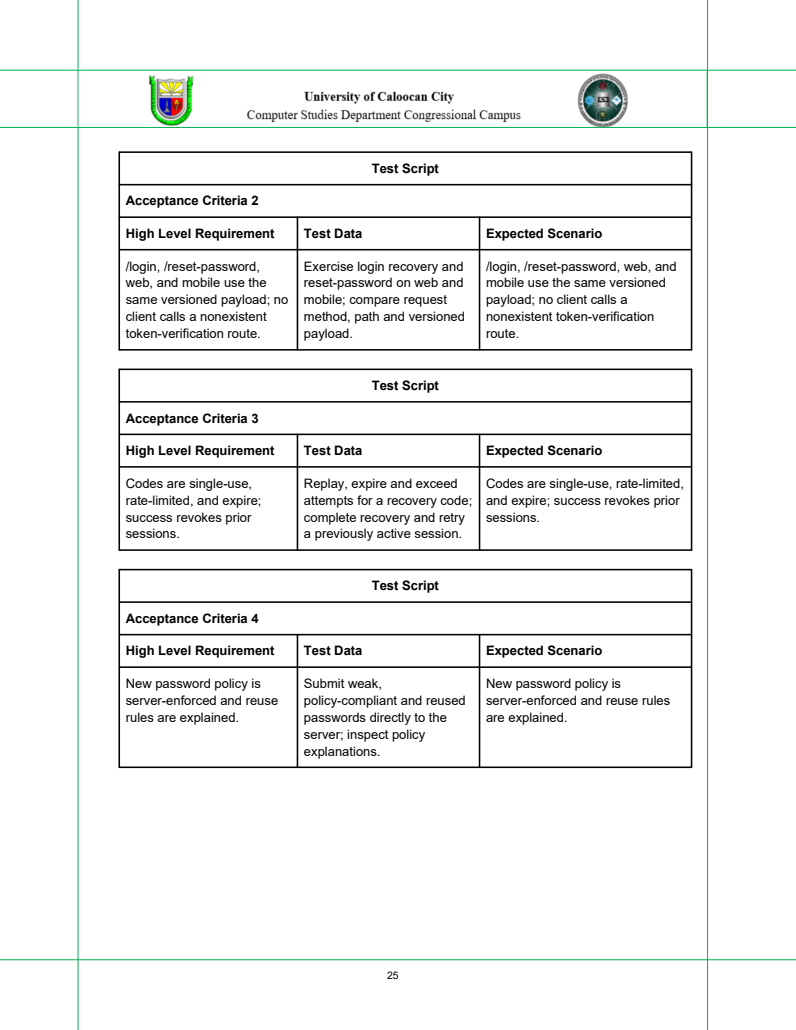 University of Caloocan City
Computer Studies Department Congressional Campus
Test Script
Acceptance Criteria 2
High Level Requirement
Test Data
Expected Scenario
/login, /reset-password,
web, and mobile use the
same versioned payload; no
client calls a nonexistent
token-verification route.
Exercise login recovery and
reset-password on web and
mobile; compare request
method, path and versioned
payload.
/login, /reset-password, web, and
mobile use the same versioned
payload; no client calls a
nonexistent token-verification
route.
Test Script
Acceptance Criteria 3
High Level Requirement
Test Data
Expected Scenario
Codes are single-use,
rate-limited, and expire;
success revokes prior
sessions.
Replay, expire and exceed
attempts for a recovery code;
complete recovery and retry
a previously active session.
Codes are single-use, rate-limited,
and expire; success revokes prior
sessions.
Test Script
Acceptance Criteria 4
High Level Requirement
Test Data
Expected Scenario
New password policy is
server-enforced and reuse
rules are explained.
Submit weak,
policy-compliant and reused
passwords directly to the
server; inspect policy
explanations.
New password policy is
server-enforced and reuse rules
are explained.
25